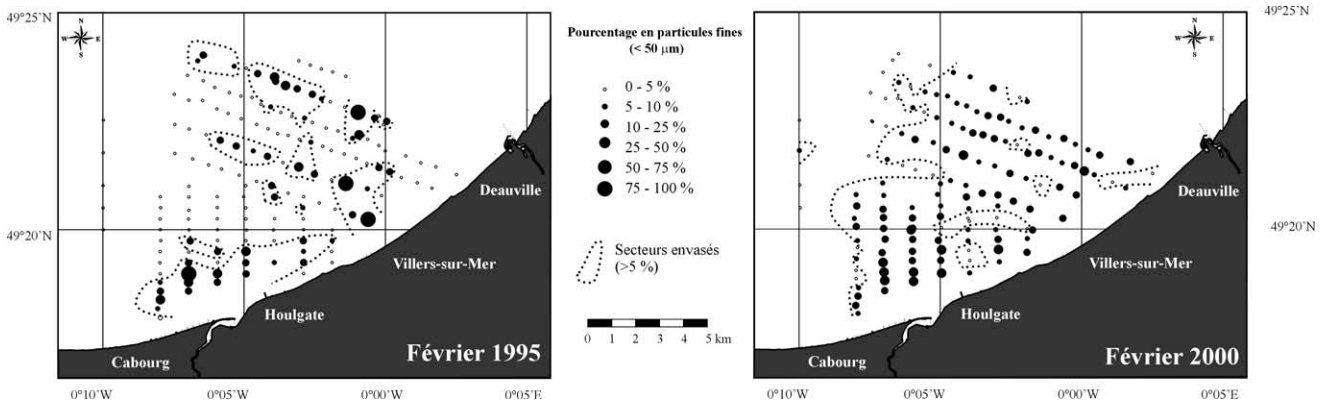 49°25'N
N
W E
S
49°20'N
Deauville
Villers-sur-Mer
Houlgate
Cabourg
Février 1995
0°10'W
0°05'W
0°00'W
0°05'E
Pourcentage en particules fines
(< 50 µm)
0 - 5 %
5 - 10 %
10 - 25 %
25 - 50 %
50 - 75 %
75 - 100 %
Secteurs envasés
(>5 %)
0 1 2 3 4 5 km
49°25'N
N
W E
S
49°20'N
Deauville
Villers-sur-Mer
Houlgate
Cabourg
Février 2000
0°10'W
0°05'W
0°00'W
0°05'E